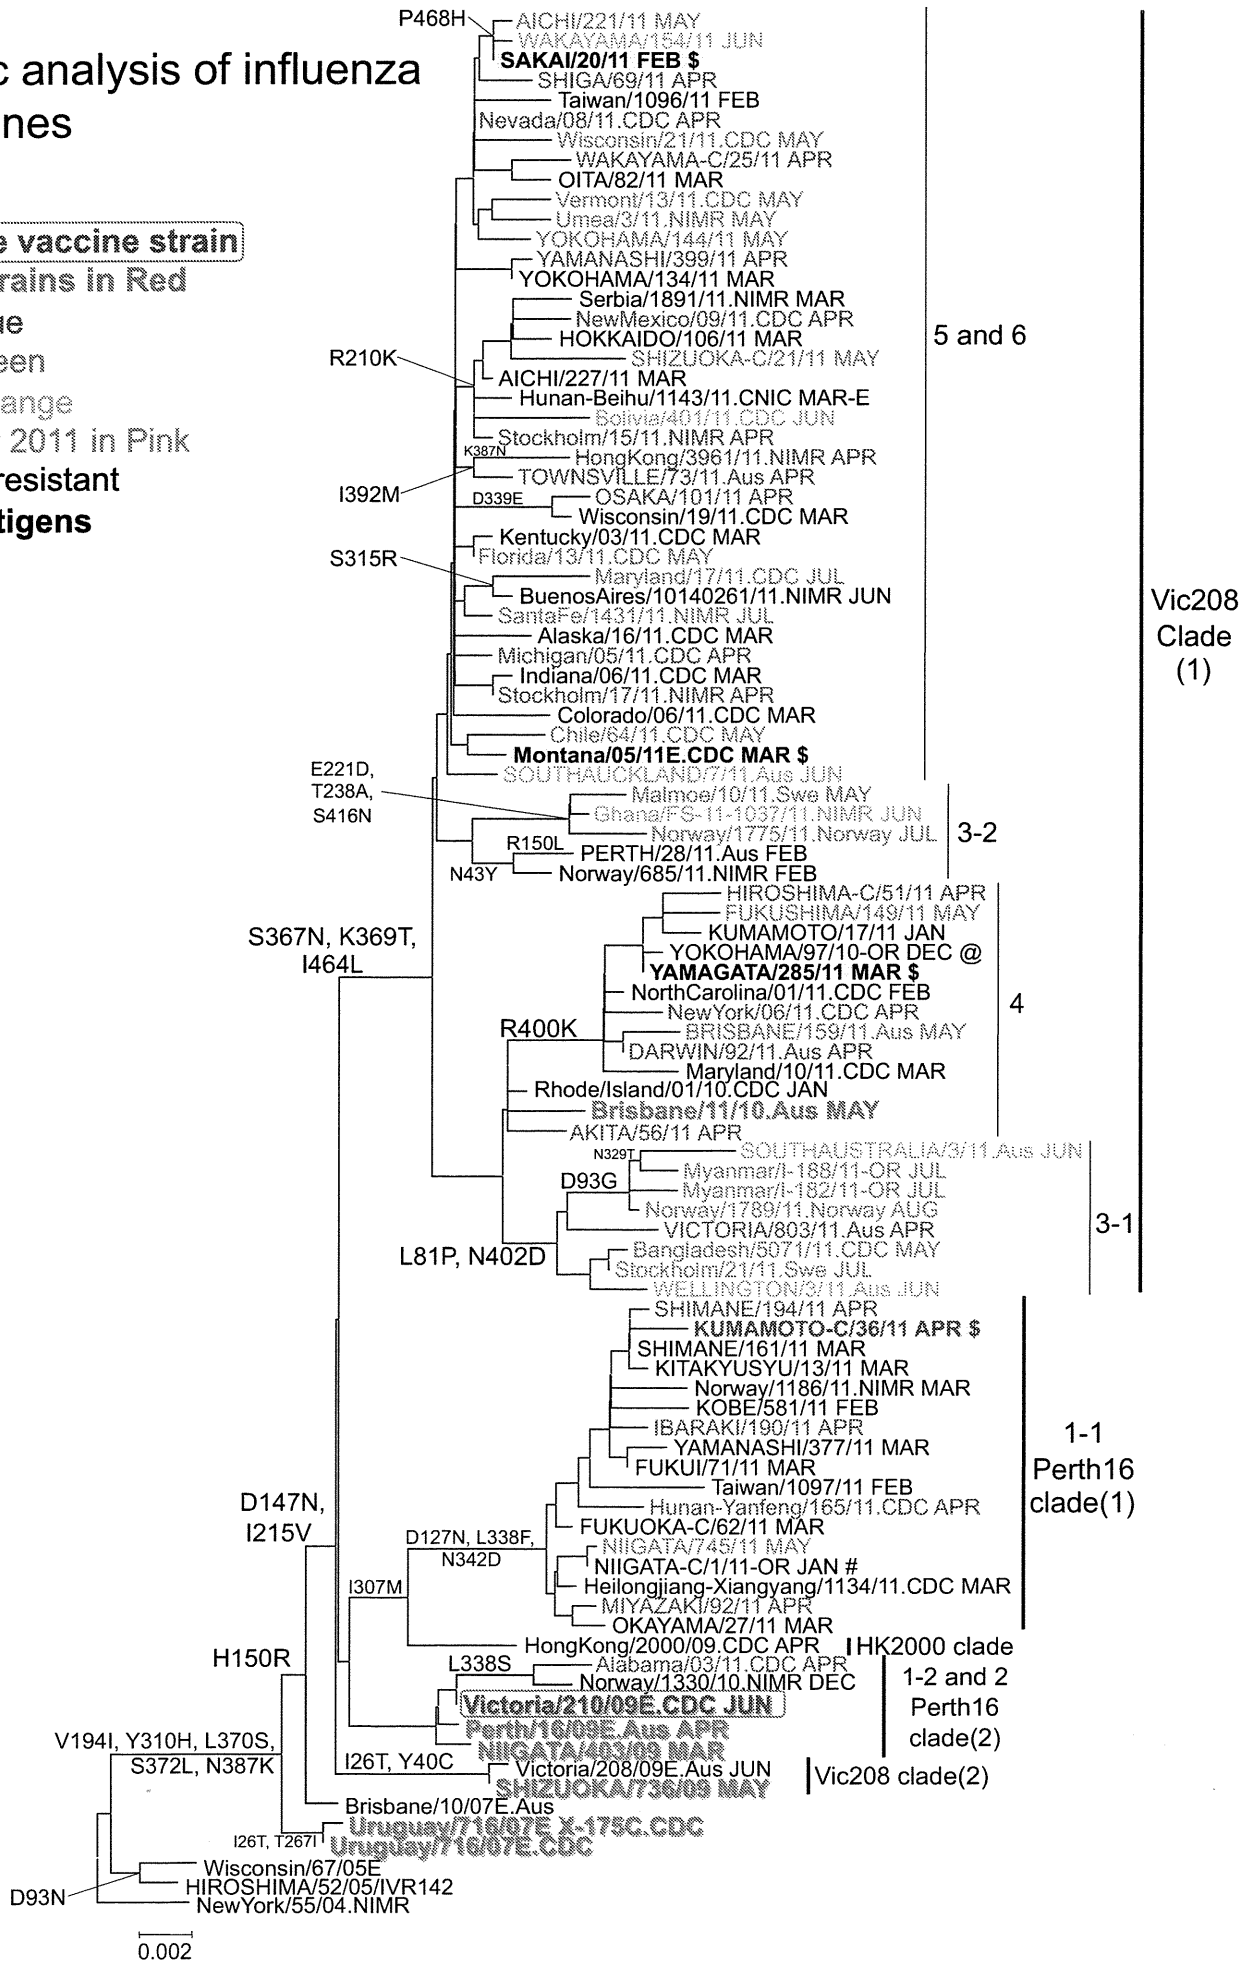 c analysis of influenza
nes
e vaccine strain
rains in Red
ue
een
ange
2011 in Pink
resistant
tigens
P468H
AICHI/221/11 MAY
WAKAYAMA/154/11 JUN
SAKAI/20/11 FEB $
SHIGA/69/11 APR
Taiwan/1096/11 FEB
Nevada/08/11.CDC APR
Wisconsin/21/11.CDC MAY
WAKAYAMA-C/25/11 APR
OITA/82/11 MAR
Vermont/13/11.CDC MAY
Umea/3/11.NIMR MAY
YOKOHAMA/144/11 MAY
YAMANASHI/399/11 APR
YOKOHAMA/134/11 MAR
Serbia/1891/11.NIMR MAR
NewMexico/09/11.CDC APR
HOKKAIDO/106/11 MAR
5 and 6
R210K
SHIZUOKA-C/21/11 MAY
AICHI/227/11 MAR
Hunan-Beihu/1143/11.CNIC MAR-E
Bolivia/401/11.CDC JUN
Stockholm/15/11.NIMR APR
K387N
HongKong/3961/11.NIMR APR
TOWNSVILLE/73/11.Aus APR
I392M
D339E
OSAKA/101/11 APR
Wisconsin/19/11.CDC MAR
Kentucky/03/11.CDC MAR
S315R
Florida/13/11.CDC MAY
Maryland/17/11.CDC JUL
BuenosAires/10140261/11.NIMR JUN
SantaFe/1431/11.NIMR JUL
Vic208
Clade
(1)
Alaska/16/11.CDC MAR
Michigan/05/11.CDC APR
Indiana/06/11.CDC MAR
Stockholm/17/11.NIMR APR
Colorado/06/11.CDC MAR
Chile/64/11.CDC MAY
Montana/05/11E.CDC MAR $
SOUTHAUCKLAND/7/11.Aus JUN
E221D,
T238A,
S416N
Malmoe/10/11.Swe MAY
Ghana/FS-11-1037/11.NIMR JUN
Norway/1775/11.Norway JUL
3-2
R150L
PERTH/28/11.Aus FEB
N43Y
Norway/685/11.NIMR FEB
HIROSHIMA-C/51/11 APR
FUKUSHIMA/149/11 MAY
KUMAMOTO/17/11 JAN
S367N, K369T,
I464L
YOKOHAMA/97/10-OR DEC @
YAMAGATA/285/11 MAR $
NorthCarolina/01/11.CDC FEB
4
NewYork/06/11.CDC APR
R400K
BRISBANE/159/11.Aus MAY
DARWIN/92/11.Aus APR
Maryland/10/11.CDC MAR
Rhode/Island/01/10.CDC JAN
Brisbane/11/10.Aus MAY
AKITA/56/11 APR
N329T
SOUTHAUSTRALIA/3/11.Aus JUN
Myanmar/I-188/11-OR JUL
D93G
Myanmar/I-182/11-OR JUL
Norway/1789/11.Norway AUG
3-1
VICTORIA/803/11.Aus APR
L81P, N402D
Bangladesh/5071/11.CDC MAY
Stockholm/21/11.Swe JUL
WELLINGTON/3/11.Aus JUN
SHIMANE/194/11 APR
KUMAMOTO-C/36/11 APR $
SHIMANE/161/11 MAR
KITAKYUSYU/13/11 MAR
Norway/1186/11.NIMR MAR
KOBE/581/11 FEB
IBARAKI/190/11 APR
1-1
Perth16
clade(1)
YAMANASHI/377/11 MAR
FUKUI/71/11 MAR
Taiwan/1097/11 FEB
D147N,
I215V
Hunan-Yanfeng/165/11.CDC APR
FUKUOKA-C/62/11 MAR
D127N, L338F,
N342D
NIIGATA/745/11 MAY
NIIGATA-C/1/11-OR JAN #
I307M
Heilongjiang-Xiangyang/1134/11.CDC MAR
MIYAZAKI/92/11 APR
OKAYAMA/27/11 MAR
HongKong/2000/09.CDC APR
HK2000 clade
H150R
L338S
Alabama/03/11.CDC APR
Norway/1330/10.NIMR DEC
1-2 and 2
Perth16
clade(2)
Victoria/210/09E.CDC JUN
Perth/16/09E.Aus APR
NIIGATA/403/09 MAR
V194I, Y310H, L370S,
S372L, N387K
I26T, Y40C
Victoria/208/09E.Aus JUN
SHIZUOKA/736/09 MAY
Vic208 clade(2)
Brisbane/10/07E.Aus
Uruguay/716/07E X-175C.CDC
I26T, T267I
Uruguay/716/07E.CDC
Wisconsin/67/05E
D93N
HIROSHIMA/52/05/IVR142
NewYork/55/04.NIMR
0.002